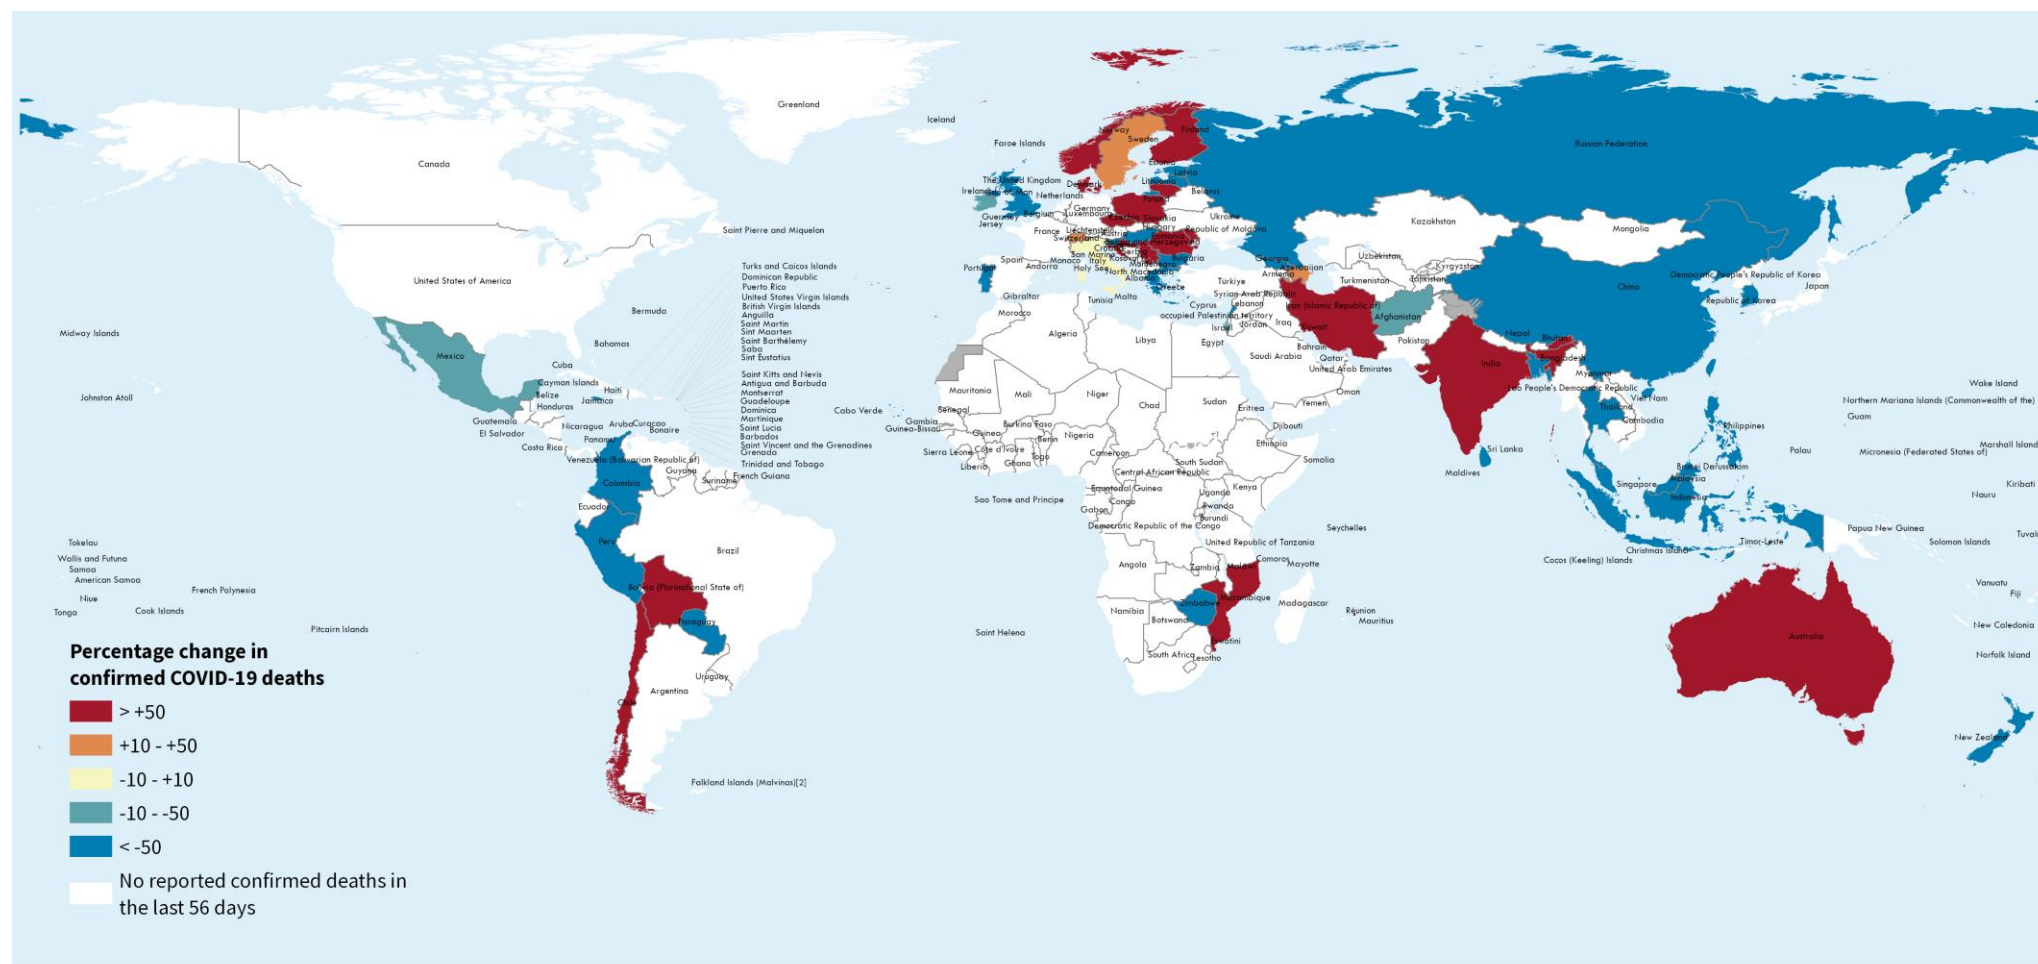 Greenland
Iceland
Faroe Islands
Norway
Sweden
Finland
Russian Federation
Canada
Estonia
Latvia
Lithuania
The United Kingdom
Ireland
Denmark
Netherlands
Belarus
Poland
Germany
Guernsey
Jersey
Belgium
Luxembourg
Czechia
Slovakia
Ukraine
Kazakhstan
Mongolia
Saint Pierre and Miquelon
France
Liechtenstein
Austria
Hungary
Republic of Moldova
Switzerland
Romania
San Marino
Monaco
Italy
Spain
Andorra
Portugal
Holy See
North Macedonia
Albania
Bulgaria
Greece
Georgia
Azerbaijan
Armenia
Uzbekistan
Kyrgyzstan
Tajikistan
Turkmenistan
Türkiye
Democratic People's Republic of Korea
Japan
China
Republic of Korea
United States of America
Turks and Caicos Islands
Dominican Republic
Puerto Rico
United States Virgin Islands
British Virgin Islands
Anguilla
Saint Martin
Sint Maarten
Saint Barthélemy
Saba
Sint Eustatius
Saint Kitts and Nevis
Antigua and Barbuda
Montserrat
Guadeloupe
Dominica
Martinique
Saint Lucia
Barbados
Saint Vincent and the Grenadines
Grenada
Trinidad and Tobago
Bermuda
Gibraltar
Tunisia
Malta
Morocco
Syrian Arab Republic
Cyprus
Lebanon
occupied Palestinian territory
Israel
Jordan
Iraq
Kuwait
Iran (Islamic Republic of)
Afghanistan
Algeria
Libya
Egypt
Bahrain
Qatar
Saudi Arabia
United Arab Emirates
Oman
Yemen
Pakistan
Nepal
Bhutan
India
Bangladesh
Myanmar
Lao People's Democratic Republic
Viet Nam
Thailand
Cambodia
Philippines
Midway Islands
Johnston Atoll
Wake Island
Northern Mariana Islands (Commonwealth of the)
Guam
Marshall Island
Micronesia (Federated States of)
Palau
Kiribati
Nauru
Mexico
Bahamas
Cuba
Cayman Islands
Haiti
Belize
Jamaica
Honduras
Guatemala
El Salvador
Nicaragua
Aruba
Curacao
Bonaire
Panama
Costa Rica
Venezuela (Bolivarian Republic of)
Guyana
Suriname
French Guiana
Colombia
Ecuador
Peru
Brazil
Bolivia (Plurinational State of)
Paraguay
Uruguay
Argentina
Chile
Falkland Islands (Malvinas)[2]
Cabo Verde
Mauritania
Mali
Niger
Chad
Sudan
Eritrea
Senegal
Gambia
Guinea-Bissau
Guinea
Burkina Faso
Benin
Nigeria
Djibouti
Sierra Leone
Côte d'Ivoire
Liberia
Ghana
Togo
Cameroon
Ethiopia
South Sudan
Central African Republic
Somalia
Sao Tome and Principe
Equatorial Guinea
Gabon
Congo
Uganda
Kenya
Rwanda
Burundi
Democratic Republic of the Congo
United Republic of Tanzania
Seychelles
Comoros
Mayotte
Angola
Zambia
Malawi
Mozambique
Zimbabwe
Namibia
Botswana
Madagascar
Réunion
Mauritius
Eswatini
South Africa
Lesotho
Saint Helena
Sri Lanka
Maldives
Brunei Darussalam
Malaysia
Singapore
Indonesia
Papua New Guinea
Solomon Islands
Tuvalu
Timor-Leste
Christmas Island
Cocos (Keeling) Islands
Vanuatu
Fiji
New Caledonia
Norfolk Island
Australia
New Zealand
Tokelau
Wallis and Futuna
Samoa
American Samoa
Niue
Tonga
Cook Islands
French Polynesia
Pitcairn Islands
Percentage change in
confirmed COVID-19 deaths
> +50
+10 - +50
-10 - +10
-10 - -50
< -50
No reported confirmed deaths in
the last 56 days